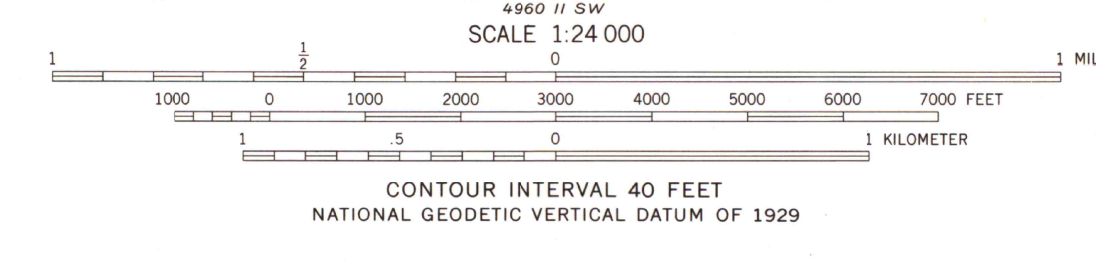 4960 II SW
SCALE 1:24 000
1 1/2 0 1 MIL
1000 0 1000 2000 3000 4000 5000 6000 7000 FEET
1 .5 0 1 KILOMETER
CONTOUR INTERVAL 40 FEET
NATIONAL GEODETIC VERTICAL DATUM OF 1929